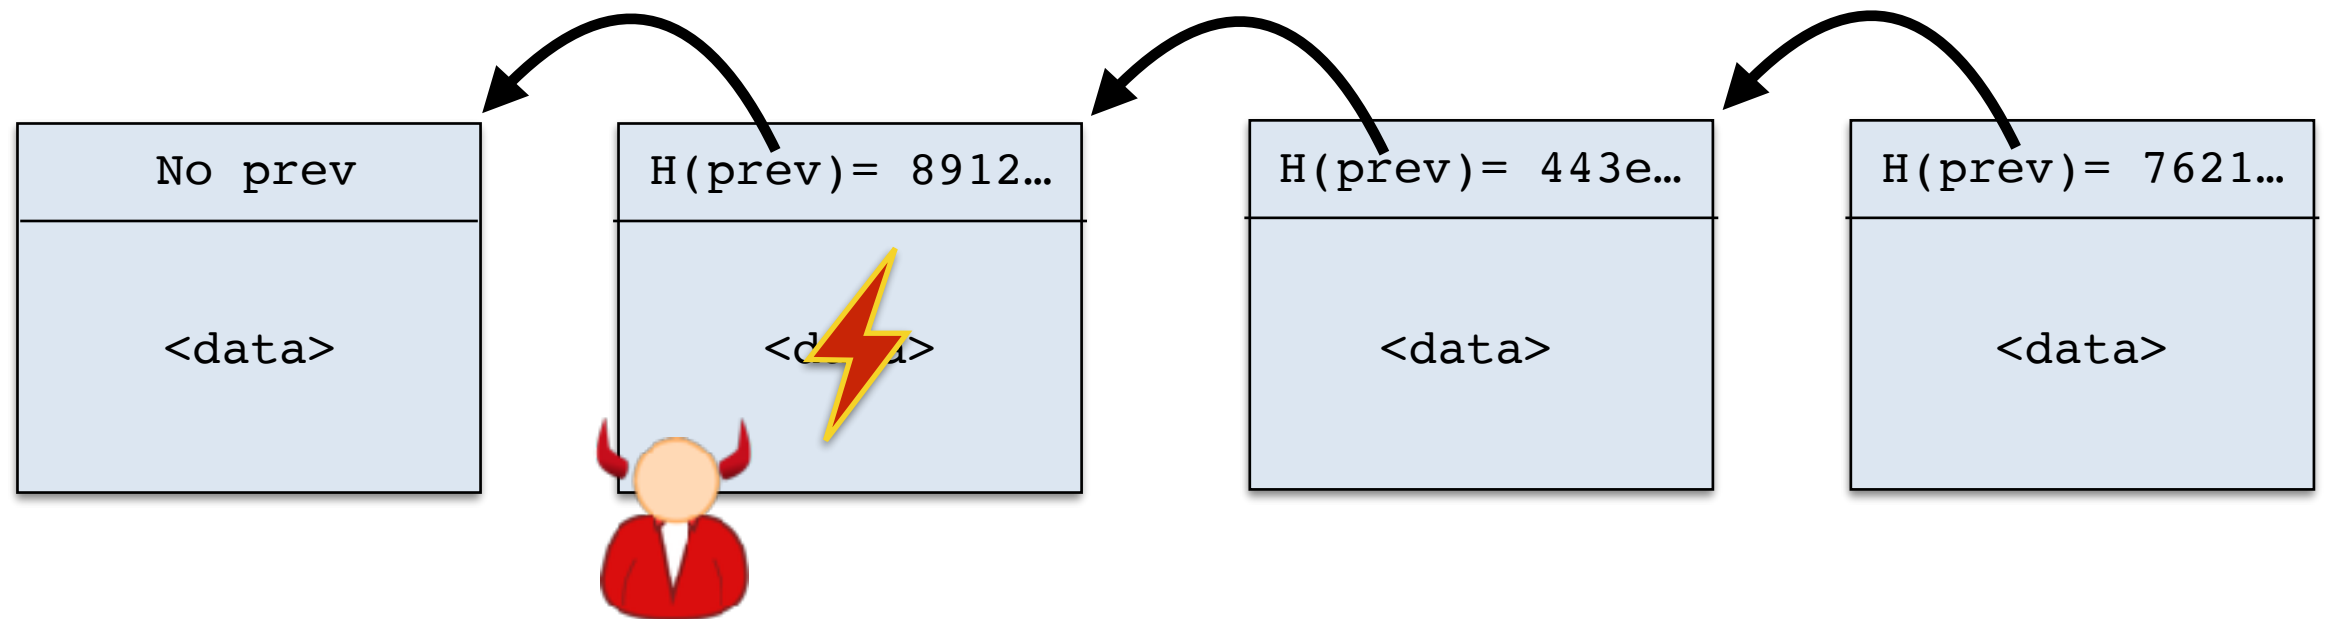 No prev
<data>
H(prev)= 8912…
H(prev)= 443e…
<data>
H(prev)= 7621…
<data>